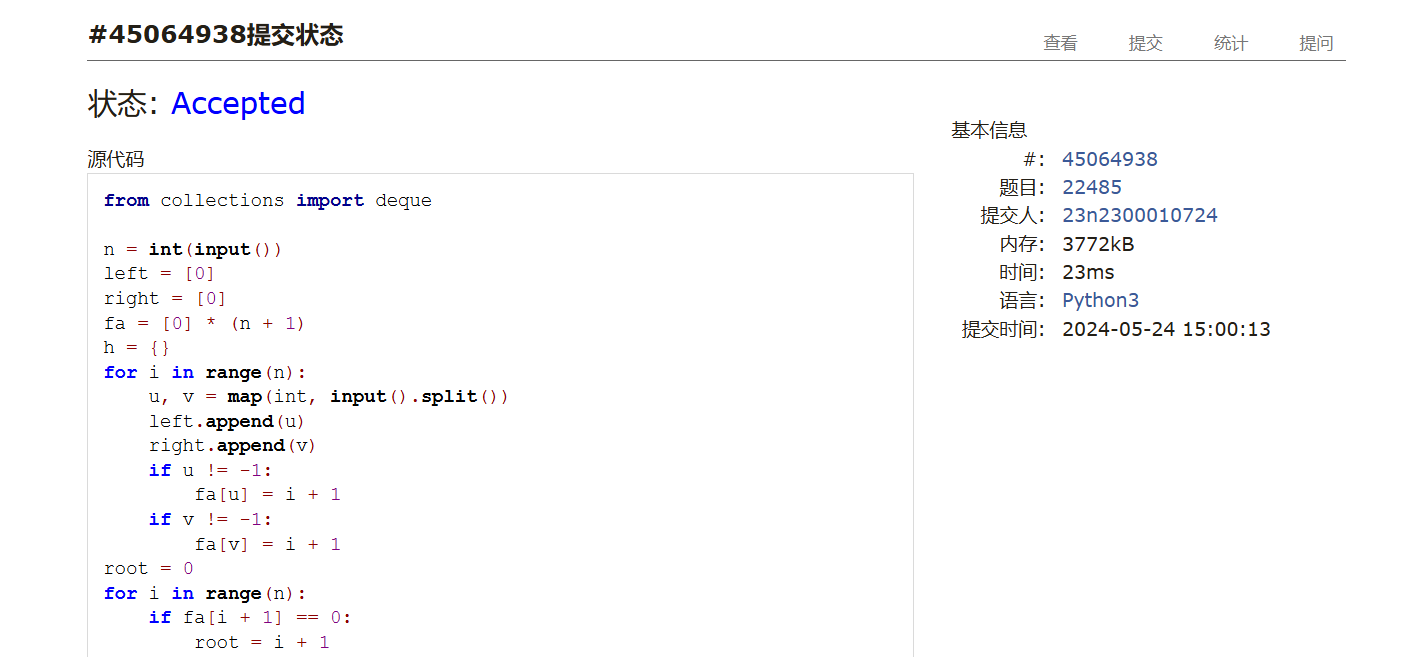 #45064938提交状态
查看 提交 统计 提问
状态: Accepted
源代码
from collections import deque
n = int(input())
left = [0]
right = [0]
fa = [0] * (n + 1)
h = {}
for i in range(n):
    u, v = map(int, input().split())
    left.append(u)
    right.append(v)
    if u != -1:
        fa[u] = i + 1
    if v != -1:
        fa[v] = i + 1
root = 0
for i in range(n):
    if fa[i + 1] == 0:
        root = i + 1
基本信息
#: 45064938
题目: 22485
提交人: 23n2300010724
内存: 3772kB
时间: 23ms
语言: Python3
提交时间: 2024-05-24 15:00:13